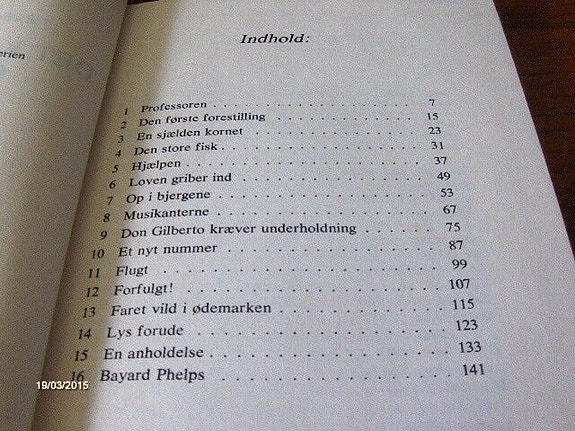 erien
Indhold:
1 Professoren . . . . . . . . . . . . . . . . . . . . 7
2 Den første forestilling . . . . . . . . . . . . . . 15
3 En sjælden kornet . . . . . . . . . . . . . . . . 23
4 Den store fisk . . . . . . . . . . . . . . . . . . 31
5 Hjælpen . . . . . . . . . . . . . . . . . . . . . 37
6 Loven griber ind . . . . . . . . . . . . . . . . . 49
7 Op i bjergene . . . . . . . . . . . . . . . . . . 53
8 Musikanterne . . . . . . . . . . . . . . . . . . 67
9 Don Gilberto kræver underholdning . . . . . . . 75
10 Et nyt nummer . . . . . . . . . . . . . . . . . 87
11 Flugt . . . . . . . . . . . . . . . . . . . . . . 99
12 Forfulgt! . . . . . . . . . . . . . . . . . . . . 107
13 Faret vild i ødemarken . . . . . . . . . . . . . 115
14 Lys forude . . . . . . . . . . . . . . . . . . . 123
15 En anholdelse . . . . . . . . . . . . . . . . . . 133
16 Bayard Phelps . . . . . . . . . . . . . . . . . 141
19/03/2015